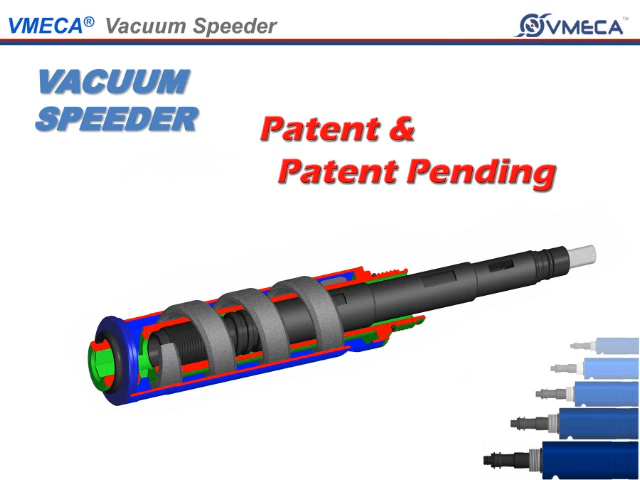 VMECA® Vacuum Speeder
VMECA™
VACUUM
SPEEDER
Patent &
Patent Pending